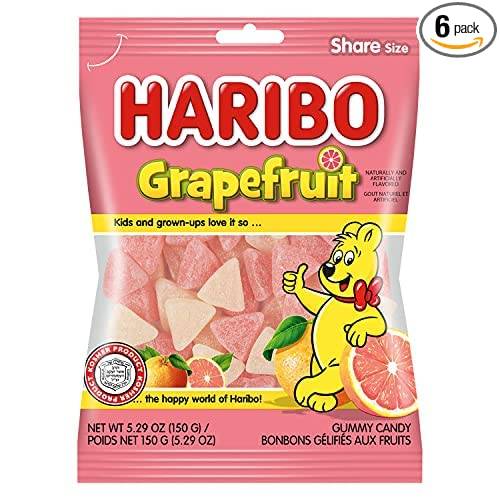 6 pack
Share Size
HARIBO
Grapefruit
NATURALLY AND
ARTIFICIALLY
FLAVORED
GOÛT NATUREL ET
ARTIFICIEL
Kids and grown-ups love it so ...
KOSHER PRODUCT
... the happy world of Haribo!
NET WT 5.29 OZ (150 G) /
POIDS NET 150 G (5.29 OZ)
GUMMY CANDY
BONBONS GÉLIFIÉS AUX FRUITS